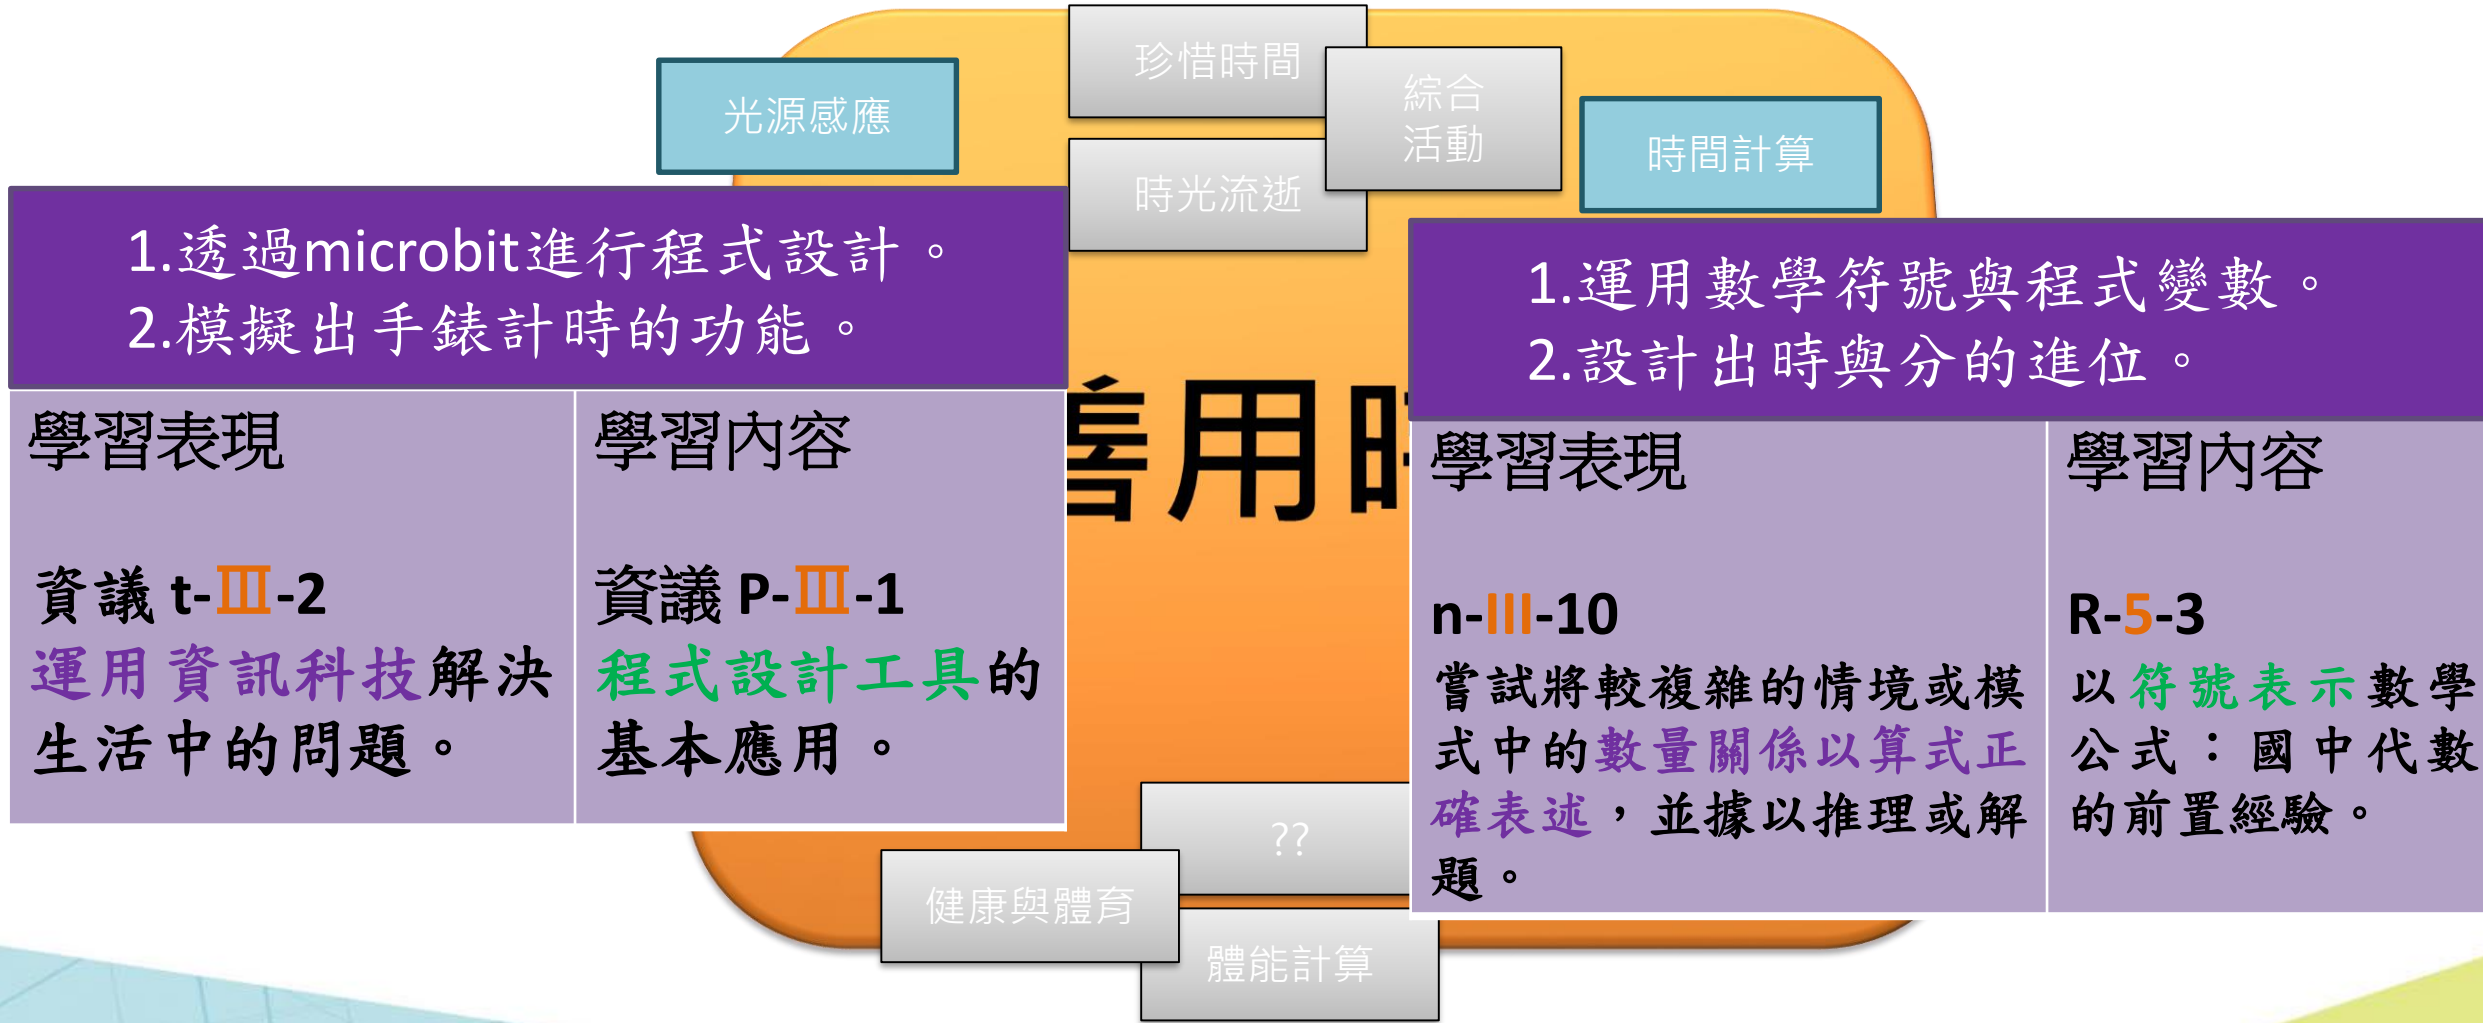 珍惜時間
綜合
活動
光源感應
時間計算
時光流逝
1.透過microbit進行程式設計。
2.模擬出手錶計時的功能。
1.運用數學符號與程式變數。
2.設計出時與分的進位。
善用時
學習表現
學習內容
資議 t-Ⅲ-2
運用資訊科技解決
生活中的問題。
資議 P-Ⅲ-1
程式設計工具的
基本應用。
學習表現
學習內容
n-III-10
嘗試將較複雜的情境或模
式中的數量關係以算式正
確表述，並據以推理或解
題。
R-5-3
以符號表示數學
公式：國中代數
的前置經驗。
??
健康與體育
體能計算